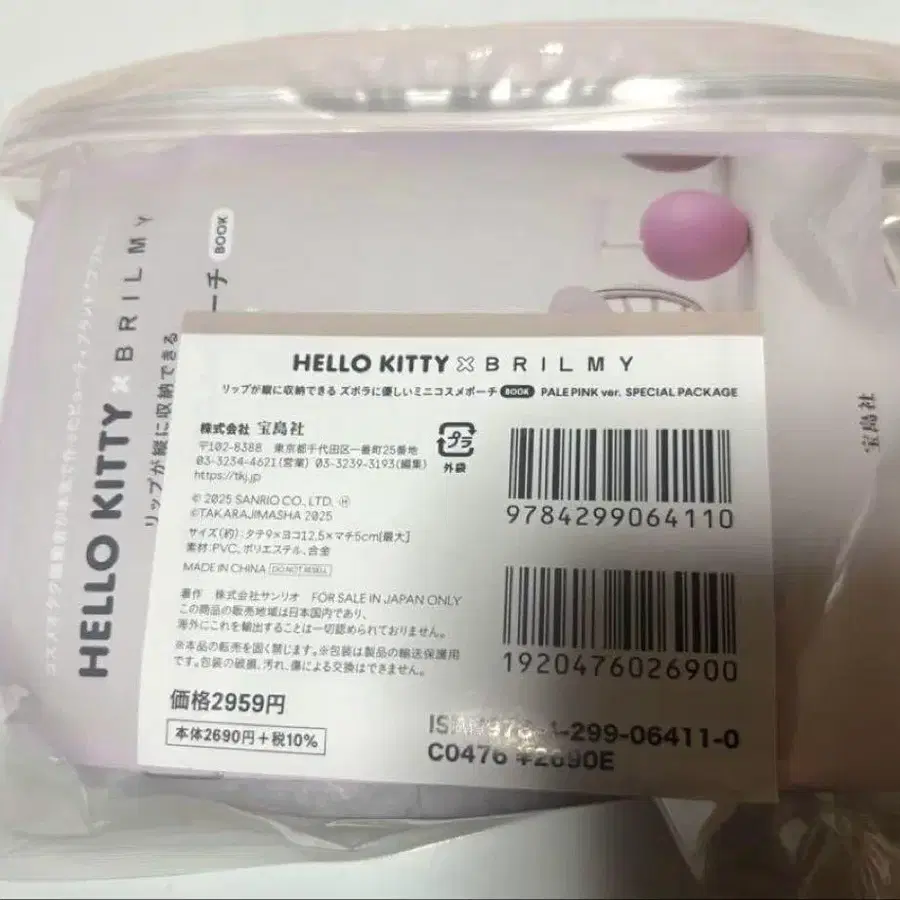 HELLO KITTY × BRILMY
リップが縦に収納できる
ーチ BOOK
宝島社
HELLO KITTY × BRILMY
リップが縦に収納できる ズボラに優しいミニコスメポーチ BOOK PALE PINK ver. SPECIAL PACKAGE
株式会社 宝島社
〒102-8388 東京都千代田区一番町25番地
03-3234-4621(営業) 03-3239-3193(編集)
https://tkj.jp
プラ
外袋
© 2025 SANRIO CO., LTD. Ⓗ
©TAKARAJIMASHA 2025
サイズ(約):タテ9×ヨコ12.5×マチ5cm[最大]
素材:PVC、ポリエステル、合金
MADE IN CHINA DO NOT RESELL
著作 株式会社サンリオ FOR SALE IN JAPAN ONLY
この商品の販売地域は日本国内であり、
海外にこれを輸出することは一切認められておりません。
※本品の転売を固く禁じます。※包装は製品の輸送保護用
です。包装の破損、汚れ、傷による交換はできません。
価格2959円
本体2690円+税10%
9784299064110
1920476026900
ISBN978-4-299-06411-0
C0476 ¥2690E